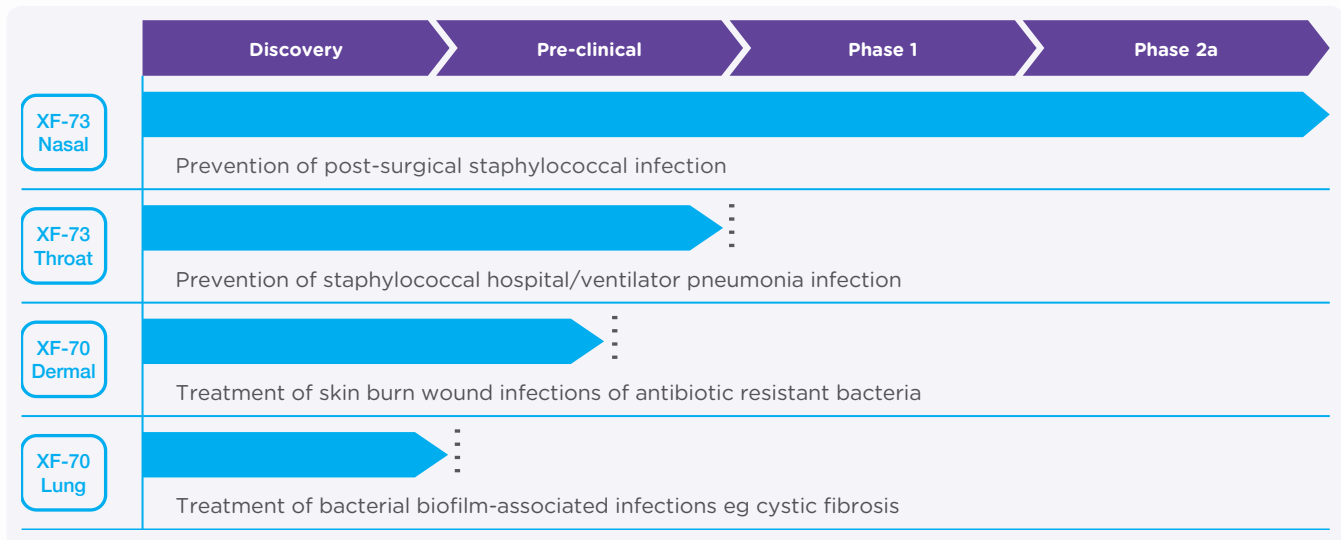 Discovery
Pre-clinical
Phase 1
Phase 2a
XF-73
Nasal
Prevention of post-surgical staphylococcal infection
XF-73
Throat
Prevention of staphylococcal hospital/ventilator pneumonia infection
XF-70
Dermal
Treatment of skin burn wound infections of antibiotic resistant bacteria
XF-70
Lung
Treatment of bacterial biofilm-associated infections eg cystic fibrosis